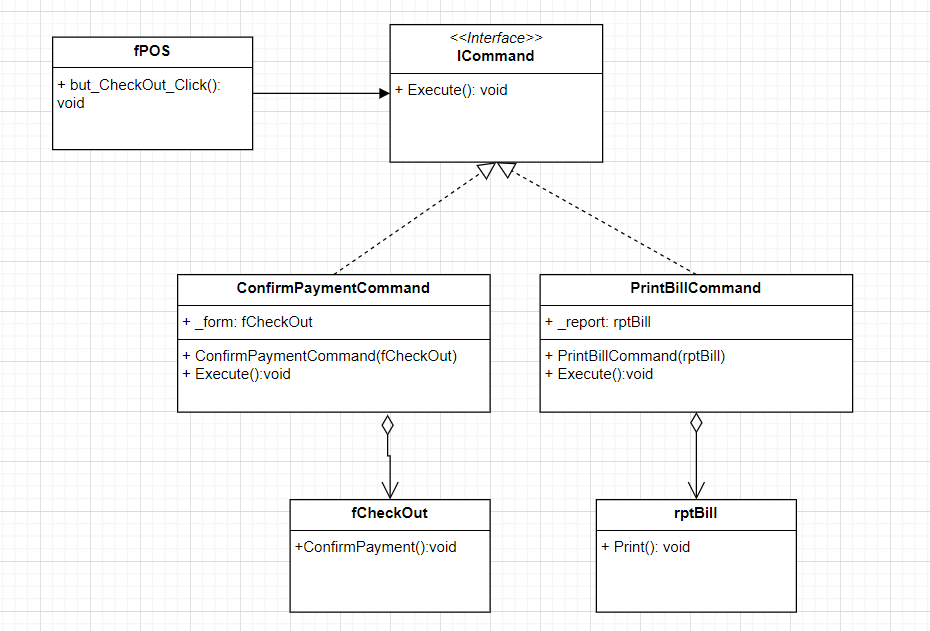 fPOS
+ but_CheckOut_Click():
void
<<Interface>>
ICommand
+ Execute(): void
ConfirmPaymentCommand
+ _form: fCheckOut
+ ConfirmPaymentCommand(fCheckOut)
+ Execute():void
PrintBillCommand
+ _report: rptBill
+ PrintBillCommand(rptBill)
+ Execute():void
fCheckOut
+ConfirmPayment():void
rptBill
+ Print(): void